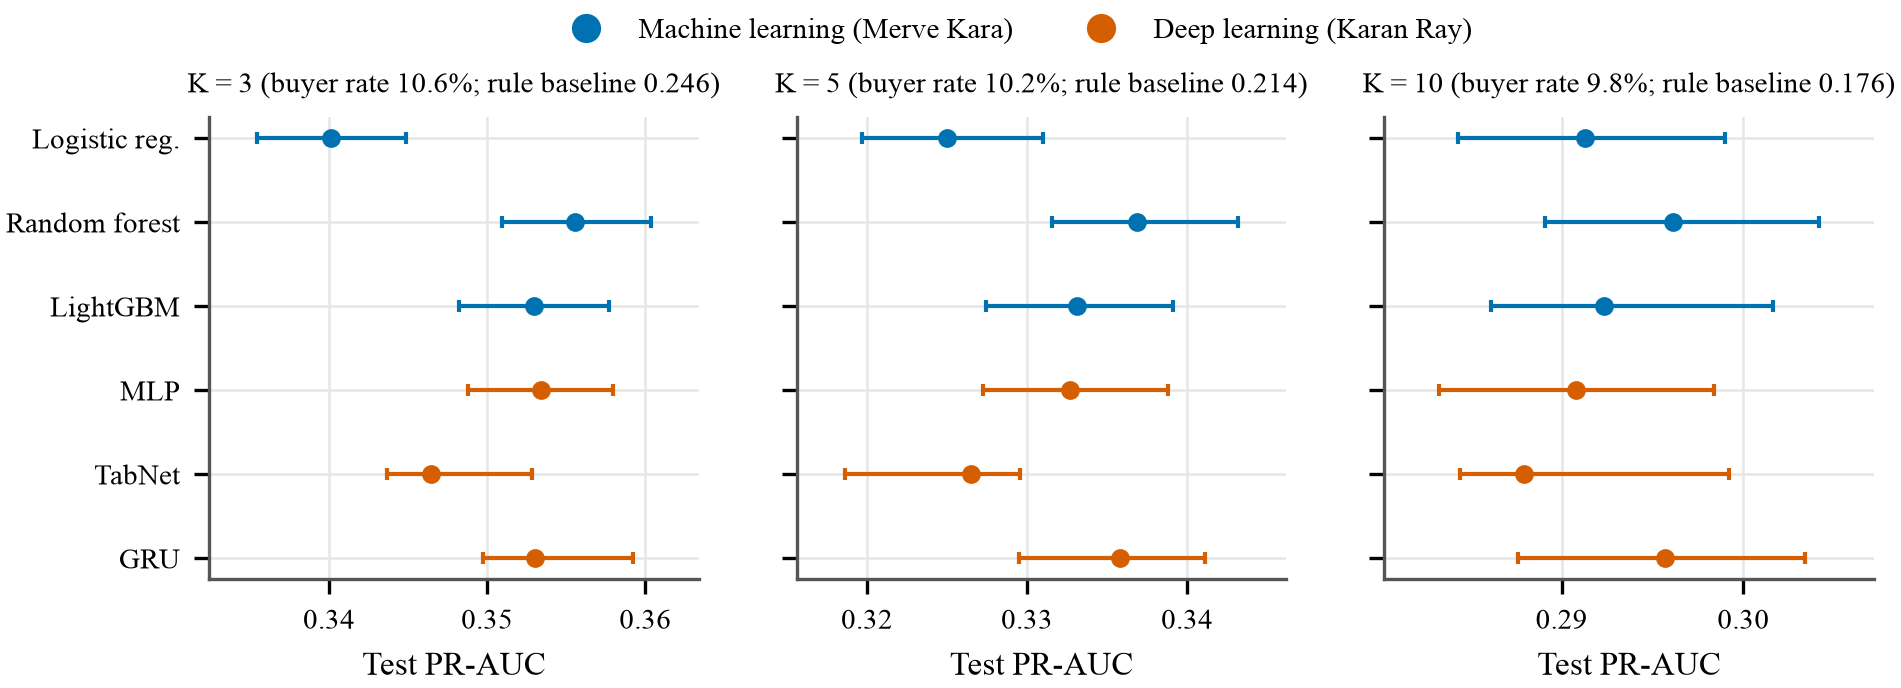 Machine learning (Merve Kara) Deep learning (Karan Ray)
K = 3 (buyer rate 10.6%; rule baseline 0.246) K = 5 (buyer rate 10.2%; rule baseline 0.214) K = 10 (buyer rate 9.8%; rule baseline 0.176)
Logistic reg.
Random forest
LightGBM
MLP
TabNet
GRU
0.34 0.35 0.36 0.32 0.33 0.34 0.29 0.30
Test PR-AUC Test PR-AUC Test PR-AUC